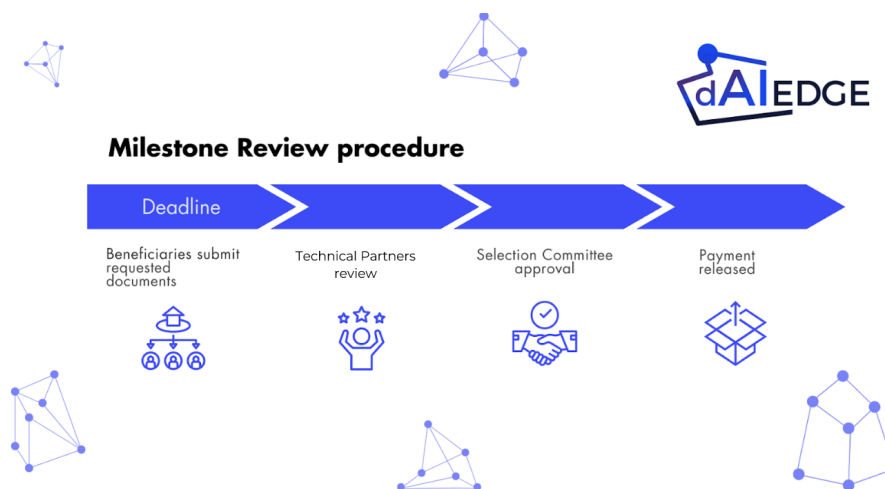 dAIEDGE
Milestone Review procedure
Deadline
Beneficiaries submit
requested
documents
Technical Partners
review
Selection Committee
approval
Payment
released